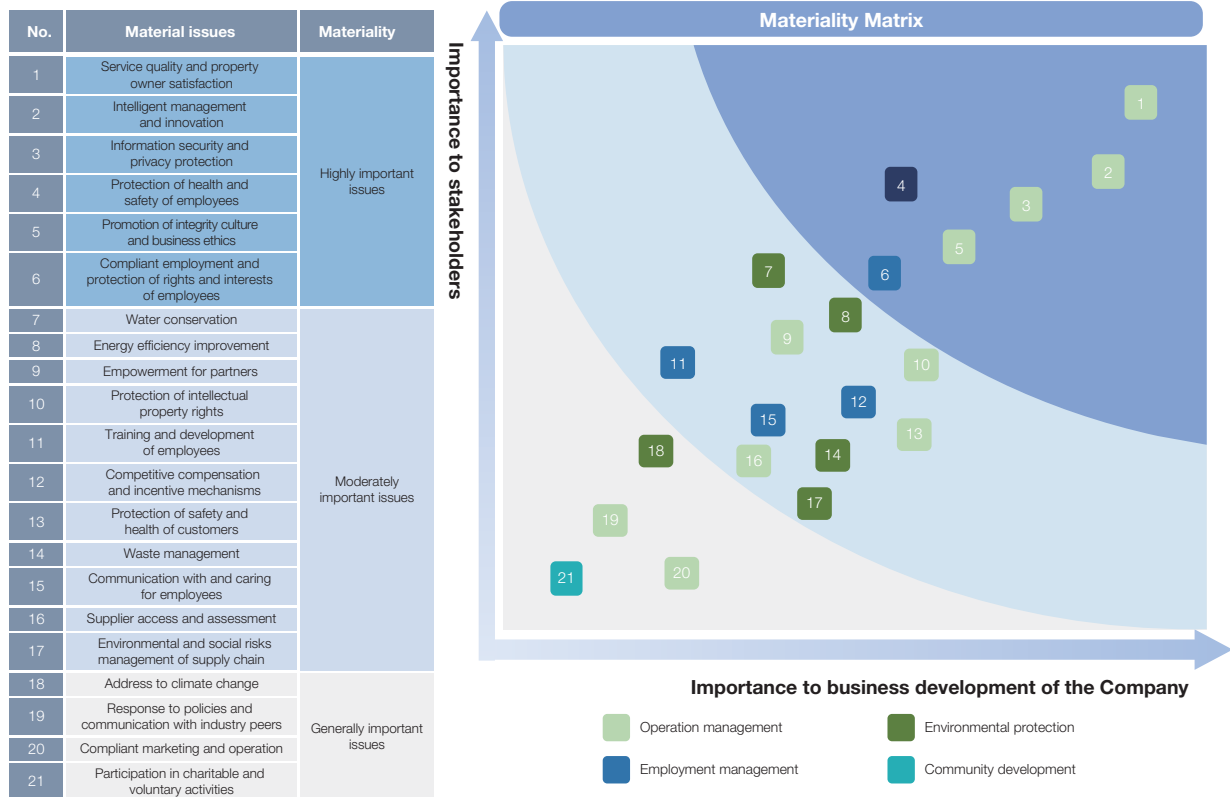 No.
Material issues
Materiality
1
Service quality and property
owner satisfaction
2
Intelligent management
and innovation
3
Information security and
privacy protection
4
Protection of health and
safety of employees
5
Promotion of integrity culture
and business ethics
6
Compliant employment and
protection of rights and interests
of employees
Highly important
issues
7
Water conservation
8
Energy efficiency improvement
9
Empowerment for partners
10
Protection of intellectual
property rights
11
Training and development
of employees
12
Competitive compensation
and incentive mechanisms
13
Protection of safety and
health of customers
14
Waste management
15
Communication with and caring
for employees
16
Supplier access and assessment
17
Environmental and social risks
management of supply chain
Moderately
important issues
18
Address to climate change
19
Response to policies and
communication with industry peers
20
Compliant marketing and operation
21
Participation in charitable and
voluntary activities
Generally important
issues
Materiality Matrix
Importance to
stakeholders
1
2
4
3
5
7
6
8
9
11
10
12
15
13
18
16
14
17
19
21
20
Importance to business development of the Company
Operation management
Environmental protection
Employment management
Community development